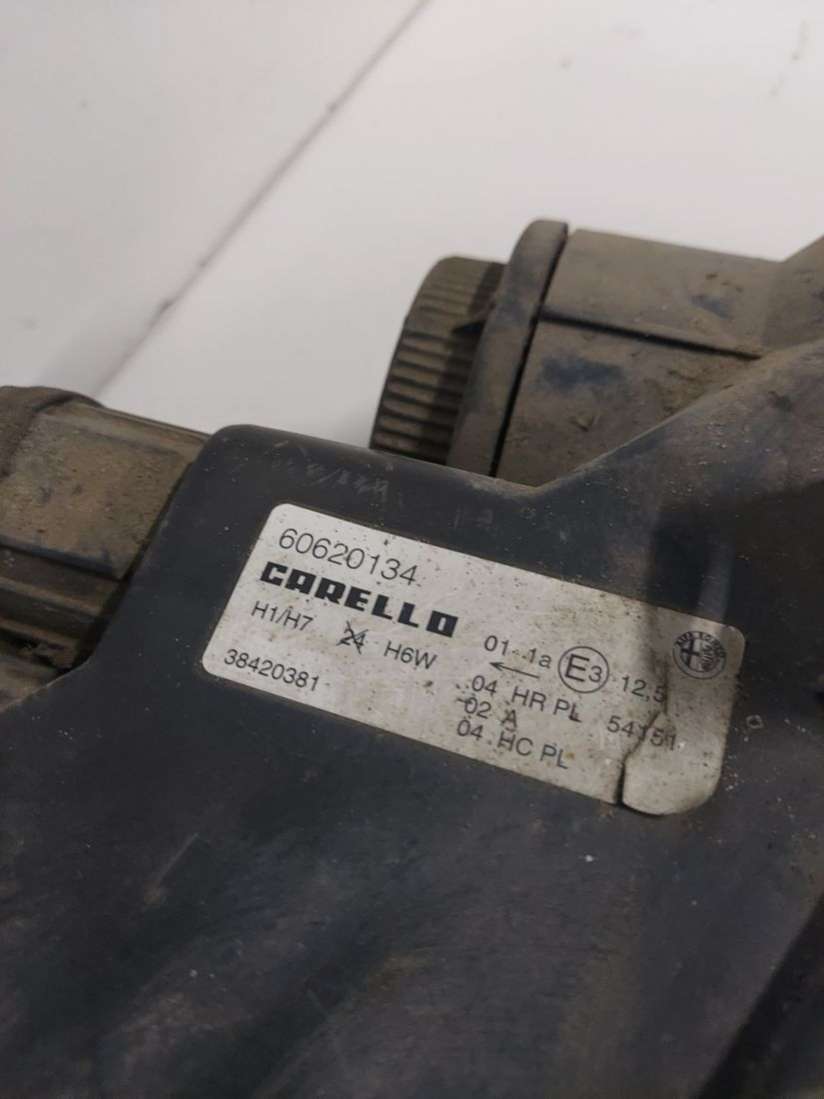 60620134
CARELLO
H1/H7 24 H6W
38420381
01 1a E3 12,5
04 HR PL 54151
02 A
04 HC PL